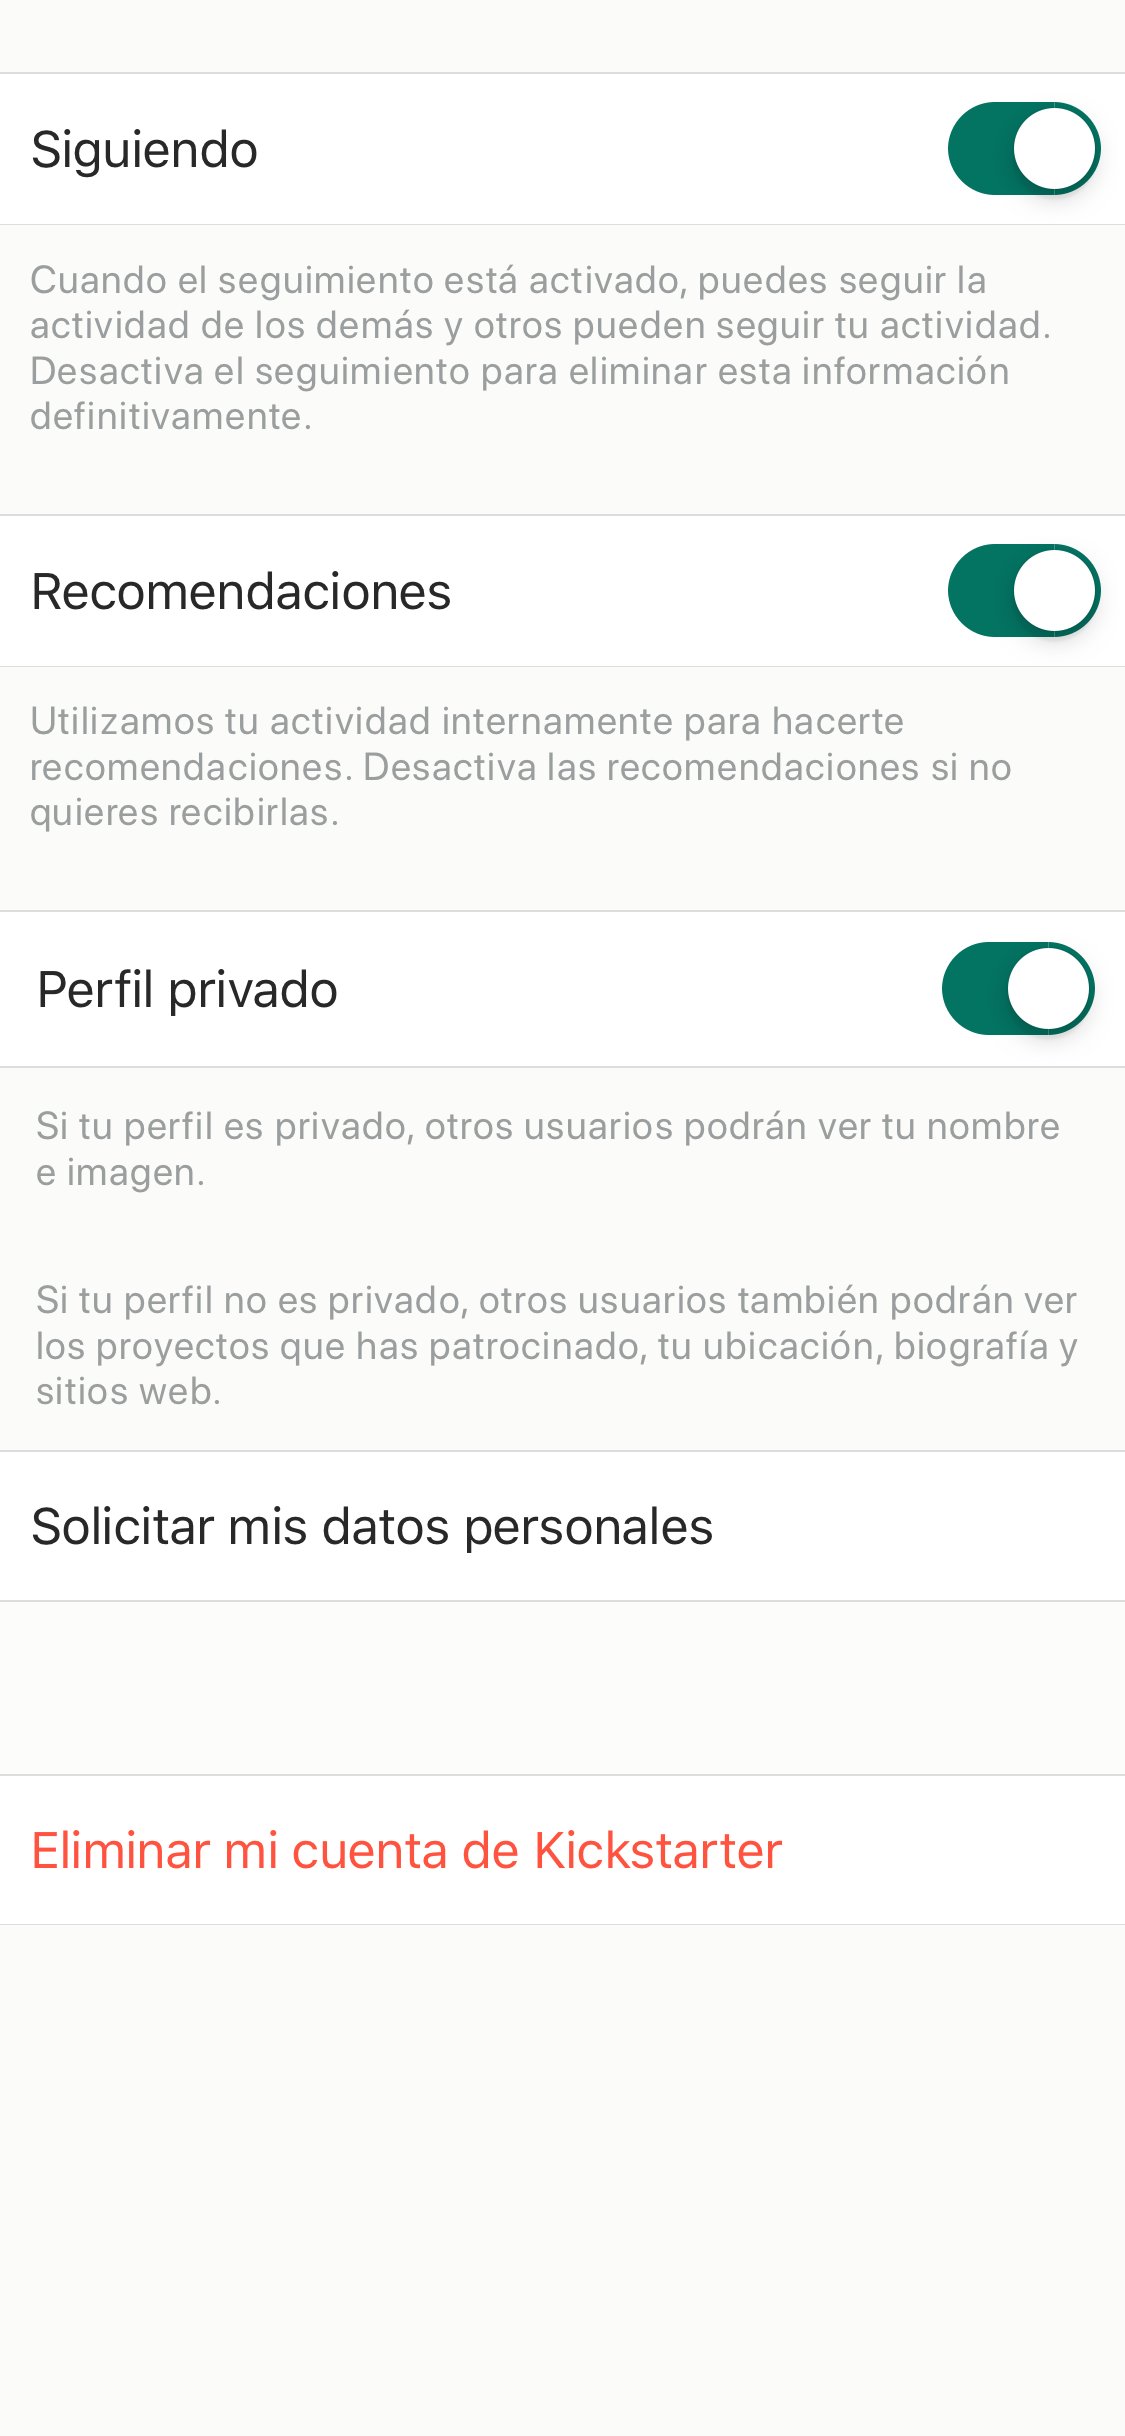 Siguiendo
Cuando el seguimiento está activado, puedes seguir la
actividad de los demás y otros pueden seguir tu actividad.
Desactiva el seguimiento para eliminar esta información
definitivamente.
Recomendaciones
Utilizamos tu actividad internamente para hacerte
recomendaciones. Desactiva las recomendaciones si no
quieres recibirlas.
Perfil privado
Si tu perfil es privado, otros usuarios podrán ver tu nombre
e imagen.
Si tu perfil no es privado, otros usuarios también podrán ver
los proyectos que has patrocinado, tu ubicación, biografía y
sitios web.
Solicitar mis datos personales
Eliminar mi cuenta de Kickstarter